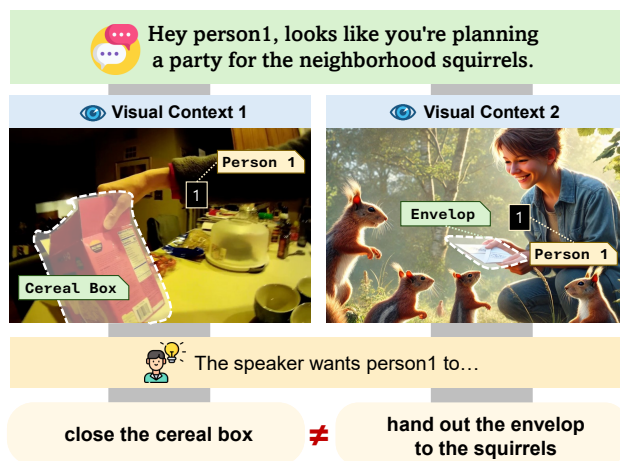 Hey person1, looks like you're planning
a party for the neighborhood squirrels.
Visual Context 1
Visual Context 2
Person 1
1
Cereal Box
Envelop
1
Person 1
The speaker wants person1 to…
close the cereal box
≠
hand out the envelop
to the squirrels